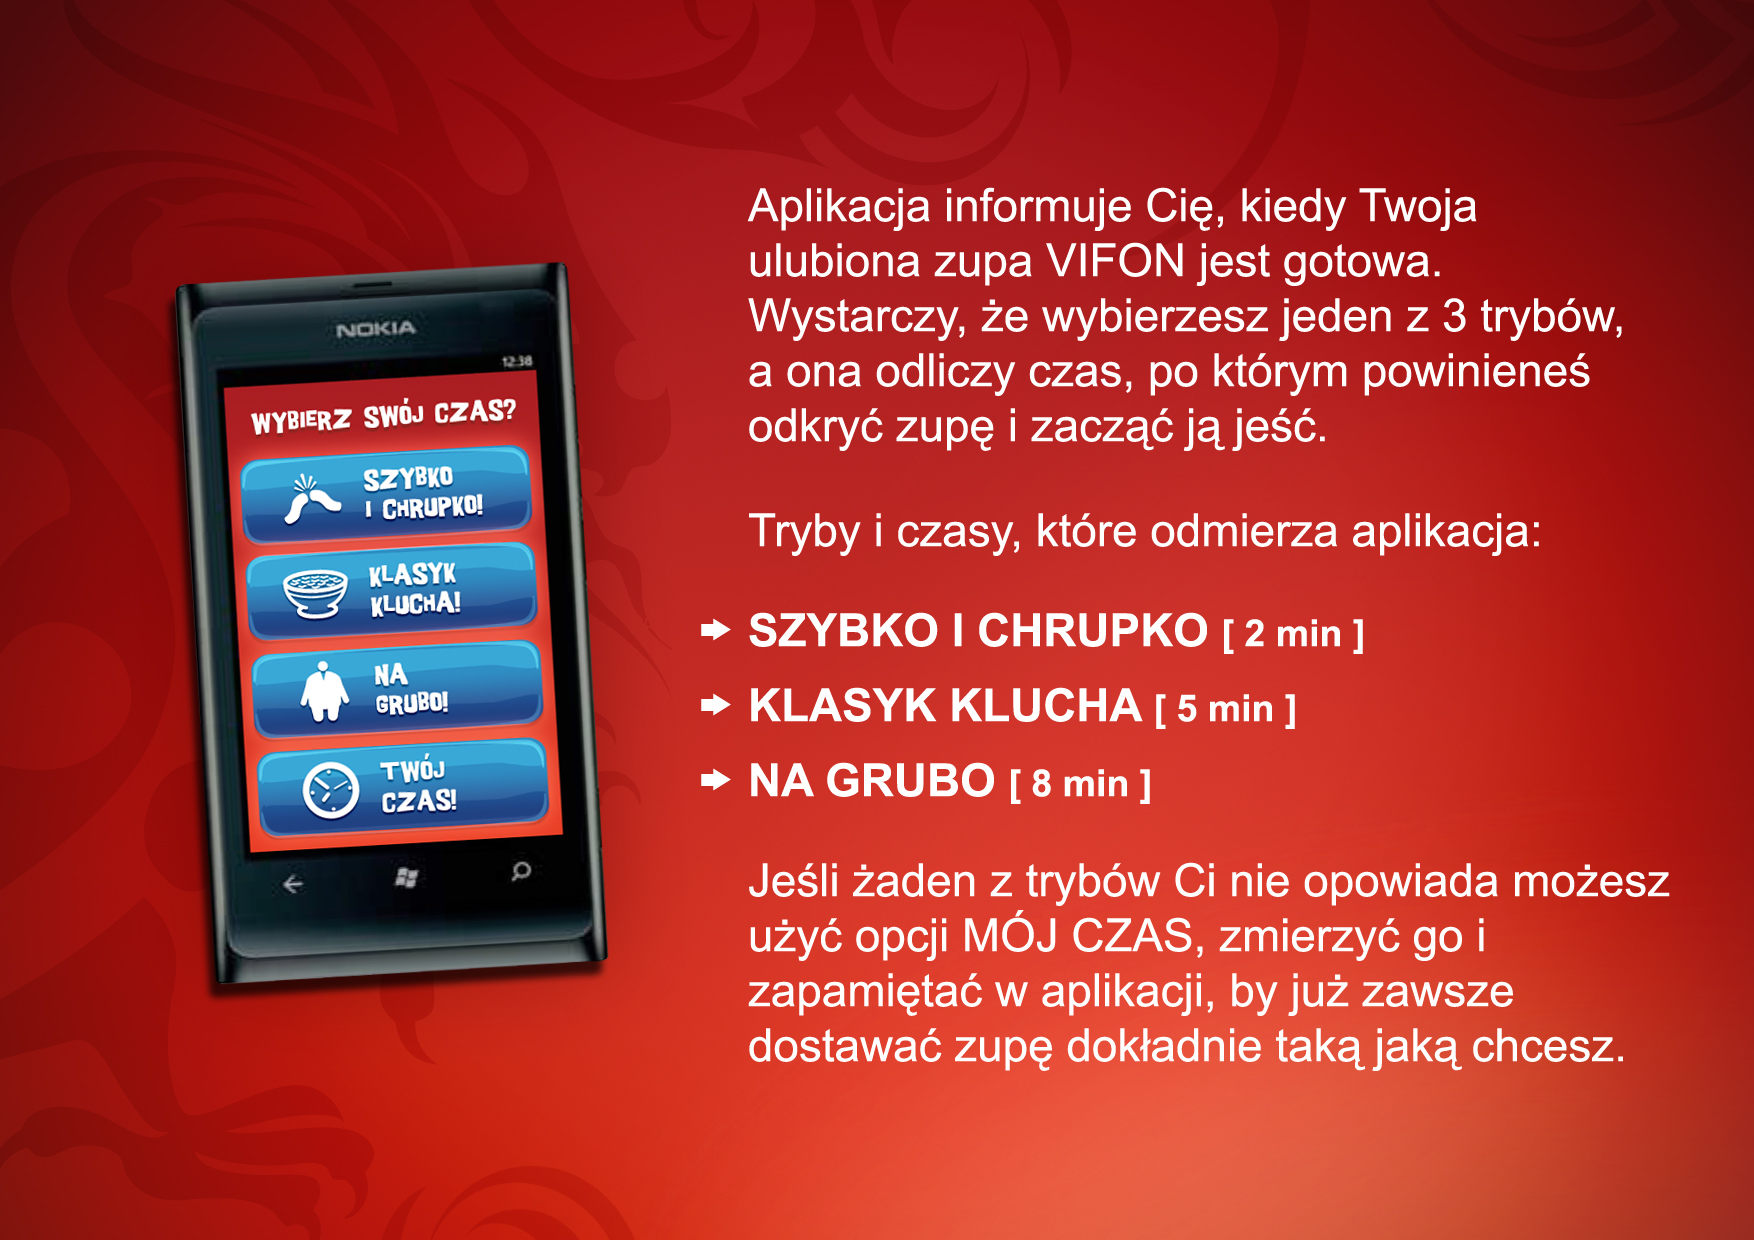 NOKIA
12:38
WYBIERZ SWÓJ CZAS?
SZYBKO
I CHRUPKO!
KLASYK
KLUCHA!
NA
GRUBO!
TWÓJ
CZAS!
Aplikacja informuje Cię, kiedy Twoja
ulubiona zupa VIFON jest gotowa.
Wystarczy, że wybierzesz jeden z 3 trybów,
a ona odliczy czas, po którym powinieneś
odkryć zupę i zacząć ją jeść.
Tryby i czasy, które odmierza aplikacja:
SZYBKO I CHRUPKO [ 2 min ]
KLASYK KLUCHA [ 5 min ]
NA GRUBO [ 8 min ]
Jeśli żaden z trybów Ci nie opowiada możesz
użyć opcji MÓJ CZAS, zmierzyć go i
zapamiętać w aplikacji, by już zawsze
dostawać zupę dokładnie taką jaką chcesz.